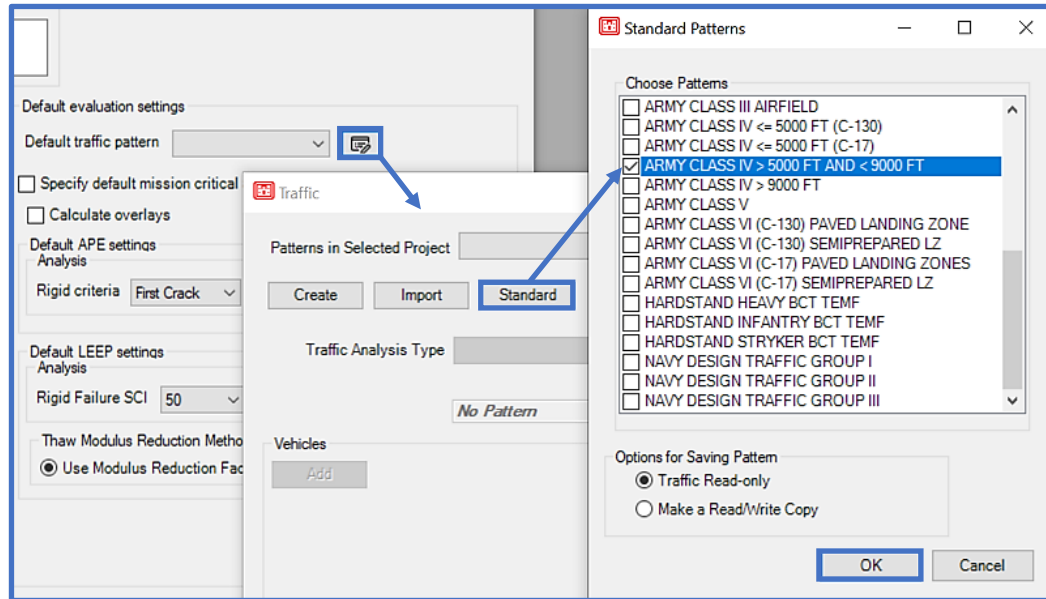 Default evaluation settings
Default traffic pattern
Specify default mission critical
Calculate overlays
Default APE settings
Analysis
Rigid criteria First Crack
Default LEEP settings
Analysis
Rigid Failure SCI 50
Thaw Modulus Reduction Metho
Use Modulus Reduction Fac
Traffic
Patterns in Selected Project
Create Import Standard
Traffic Analysis Type
No Pattern
Vehicles
Add
Standard Patterns
Choose Patterns
ARMY CLASS III AIRFIELD
ARMY CLASS IV <= 5000 FT (C-130)
ARMY CLASS IV <= 5000 FT (C-17)
ARMY CLASS IV > 5000 FT AND < 9000 FT
ARMY CLASS IV > 9000 FT
ARMY CLASS V
ARMY CLASS VI (C-130) PAVED LANDING ZONE
ARMY CLASS VI (C-130) SEMIPREPARED LZ
ARMY CLASS VI (C-17) PAVED LANDING ZONES
ARMY CLASS VI (C-17) SEMIPREPARED LZ
HARDSTAND HEAVY BCT TEMF
HARDSTAND INFANTRY BCT TEMF
HARDSTAND STRYKER BCT TEMF
NAVY DESIGN TRAFFIC GROUP I
NAVY DESIGN TRAFFIC GROUP II
NAVY DESIGN TRAFFIC GROUP III
Options for Saving Pattern
Traffic Read-only
Make a Read/Write Copy
OK Cancel